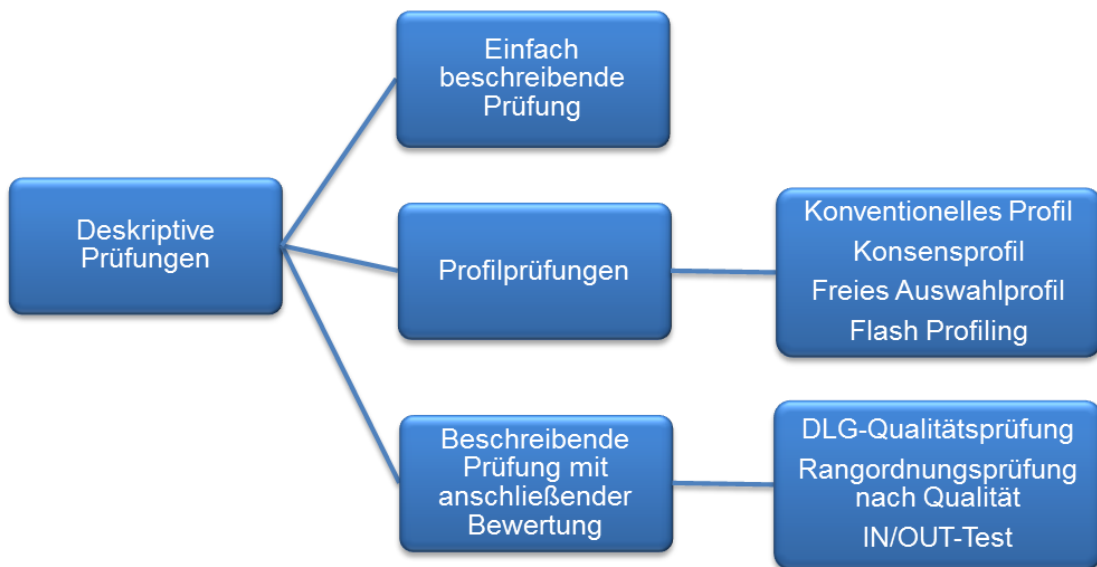 Einfach
beschreibende
Prüfung
Deskriptive
Prüfungen
Profilprüfungen
Konventionelles Profil
Konsensprofil
Freies Auswahlprofil
Flash Profiling
Beschreibende
Prüfung mit
anschließender
Bewertung
DLG-Qualitätsprüfung
Rangordnungsprüfung
nach Qualität
IN/OUT-Test